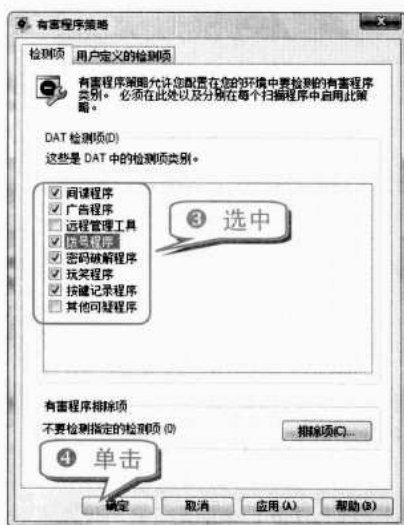 有害程序策略
检测项 用户定义的检测项
有害程序策略允许您配置在您的环境中要检测的有害程序
类别。 必须在此处以及分别在每个扫描程序中启用此策
略。
DAT 检测项(D)
这些是 DAT 中的检测项类别。
间谍程序
广告程序
远程管理工具
拨号程序
密码破解程序
玩笑程序
按键记录程序
其他可疑程序
❸ 选中
有害程序排除项
不要检测指定的检测项 (0)
排除项(C)...
❹ 单击
确定 取消 应用(A) 帮助(B)